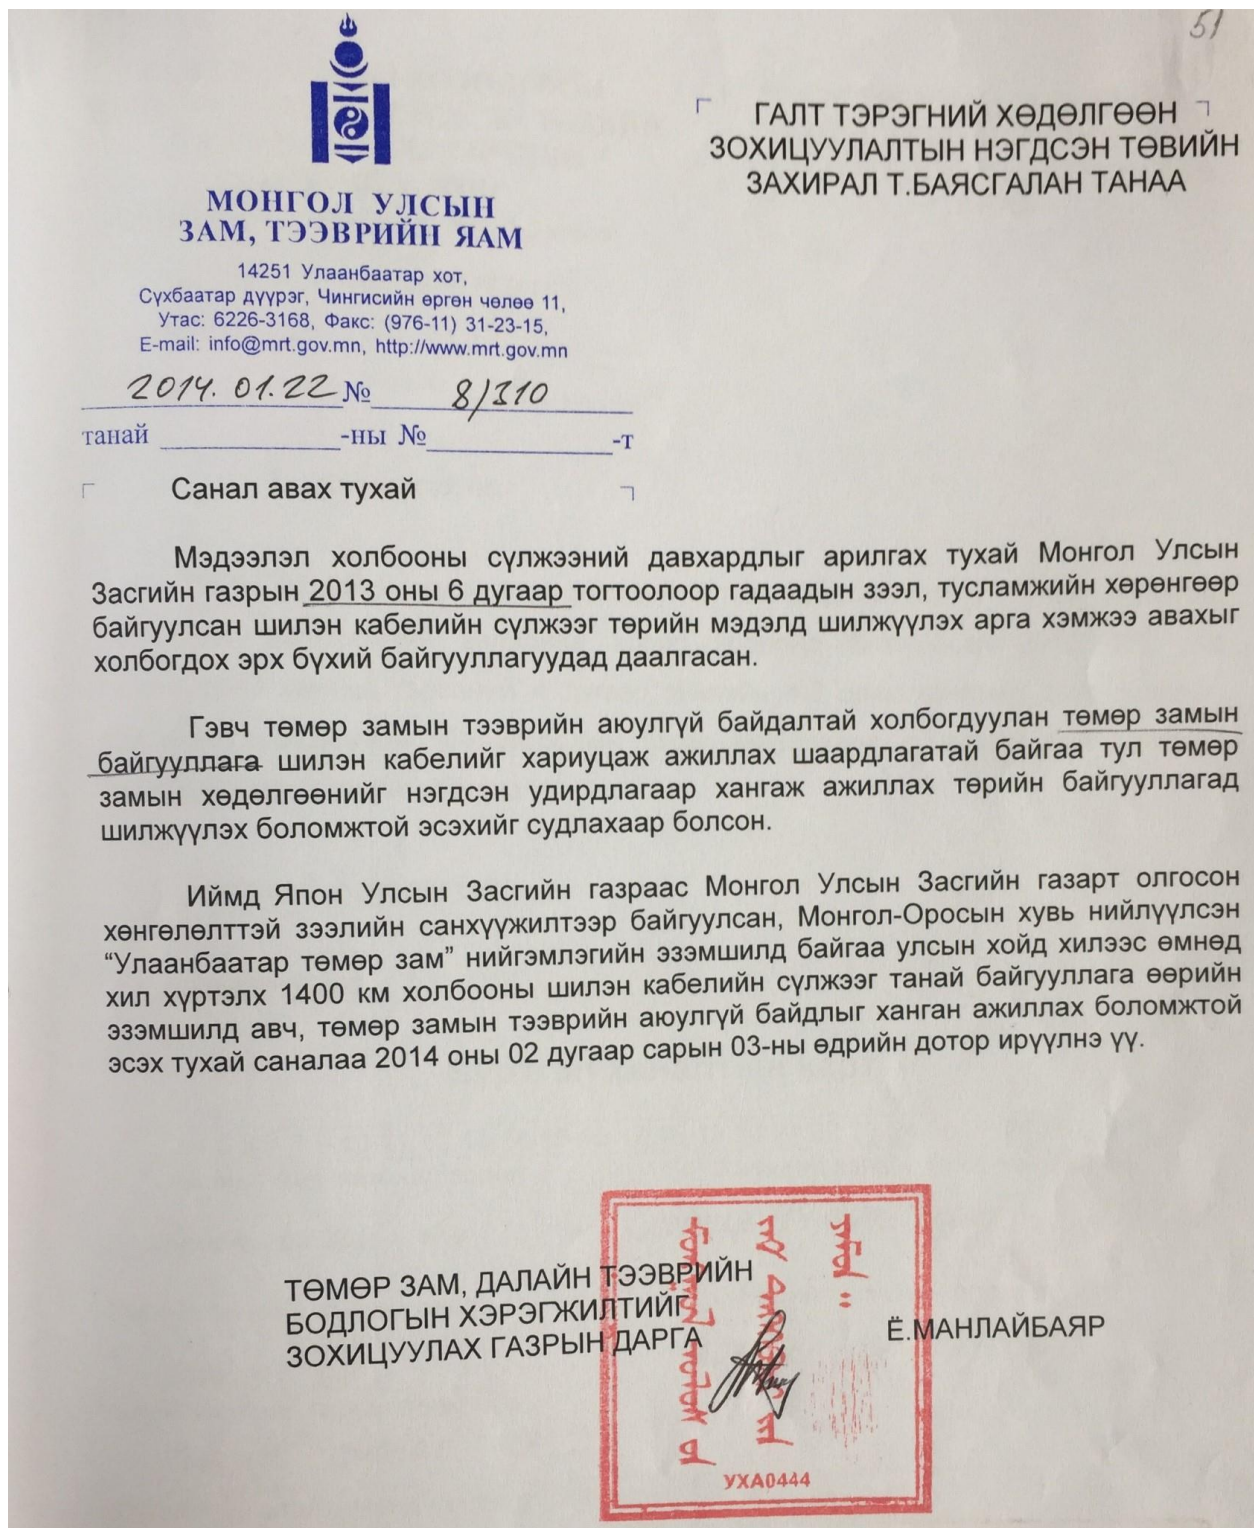 51
ГАЛТ ТЭРЭГНИЙ ХӨДӨЛГӨӨН
ЗОХИЦУУЛАЛТЫН НЭГДСЭН ТӨВИЙН
ЗАХИРАЛ Т.БАЯСГАЛАН ТАНАА
МОНГОЛ УЛСЫН
ЗАМ, ТЭЭВРИЙН ЯАМ
14251 Улаанбаатар хот,
Сүхбаатар дүүрэг, Чингисийн өргөн чөлөө 11,
Утас: 6226-3168, Факс: (976-11) 31-23-15,
E-mail: info@mrt.gov.mn, http://www.mrt.gov.mn
2014. 01.22 № 8/310
танай ____________ -ны № ____________ -т
Санал авах тухай
Мэдээлэл холбооны сүлжээний давхардлыг арилгах тухай Монгол Улсын
Засгийн газрын 2013 оны 6 дугаар тогтоолоор гадаадын зээл, тусламжийн хөрөнгөөр
байгуулсан шилэн кабелийн сүлжээг төрийн мэдэлд шилжүүлэх арга хэмжээ авахыг
холбогдох эрх бүхий байгууллагуудад даалгасан.
Гэвч төмөр замын тээврийн аюулгүй байдалтай холбогдуулан төмөр замын
байгууллага шилэн кабелийг хариуцаж ажиллах шаардлагатай байгаа тул төмөр
замын хөдөлгөөнийг нэгдсэн удирдлагаар хангаж ажиллах төрийн байгууллагад
шилжүүлэх боломжтой эсэхийг судлахаар болсон.
Иймд Япон Улсын Засгийн газраас Монгол Улсын Засгийн газарт олгосон
хөнгөлөлттэй зээлийн санхүүжилтээр байгуулсан, Монгол-Оросын хувь нийлүүлсэн
“Улаанбаатар төмөр зам” нийгэмлэгийн эзэмшилд байгаа улсын хойд хилээс өмнөд
хил хүртэлх 1400 км холбооны шилэн кабелийн сүлжээг танай байгууллага өөрийн
эзэмшилд авч, төмөр замын тээврийн аюулгүй байдлыг ханган ажиллах боломжтой
эсэх тухай саналаа 2014 оны 02 дугаар сарын 03-ны өдрийн дотор ирүүлнэ үү.
ТӨМӨР ЗАМ, ДАЛАЙН ТЭЭВРИЙН
БОДЛОГЫН ХЭРЭГЖИЛТИЙГ
ЗОХИЦУУЛАХ ГАЗРЫН ДАРГА
Ё.МАНЛАЙБАЯР
УХА0444